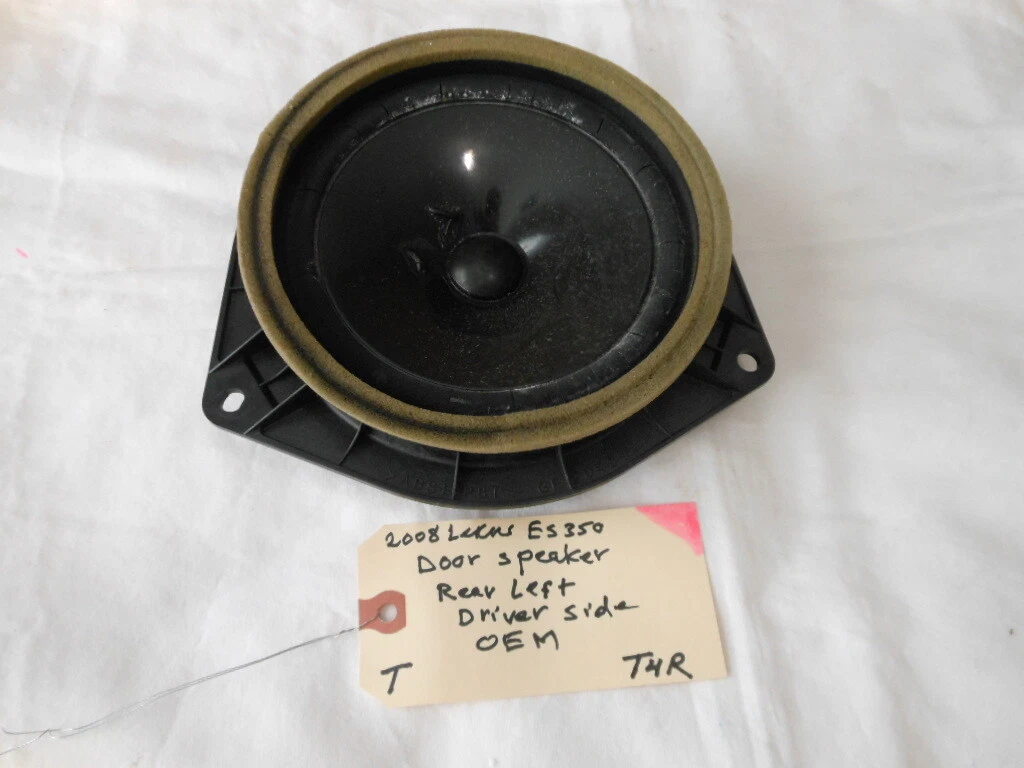 2008 Lexus ES350
Door speaker
Rear Left
Driver side
OEM
T T4R